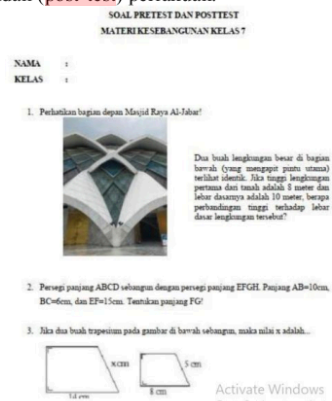 (post-test) perlakuan.
SOAL PRETEST DAN POSTTEST
MATERI KESEBANGUNAN KELAS 7
NAMA :
KELAS :
1. Perhatikan bagian depan Masjid Raya Al-Jabar!
Dua buah lengkungan besar di bagian
bawah (yang mengapit pintu utama)
terlihat identik. Jika tinggi lengkungan
pertama dari tanah adalah 8 meter dan
lebar dasarnya adalah 10 meter, berapa
perbandingan tinggi terhadap lebar
dasar lengkungan tersebut?
2. Persegi panjang ABCD sebangun dengan persegi panjang EFGH. Panjang AB=10cm,
BC=6cm, dan EF=15cm. Tentukan panjang FG!
3. Jika dua buah trapesium pada gambar di bawah sebangun, maka nilai x adalah...
x cm
5 cm
14 cm
8 cm
Activate Windows